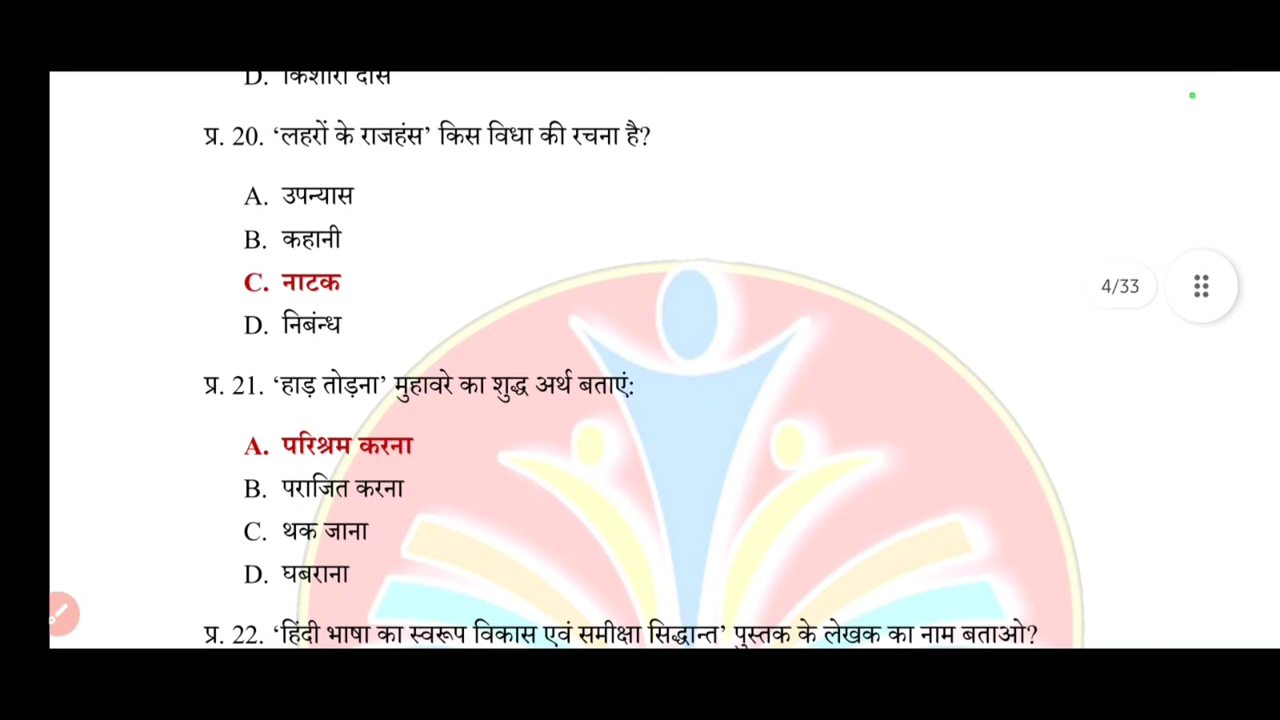 D. किशोरी दास
प्र. 20. ‘लहरों के राजहंस’ किस विधा की रचना है?
A. उपन्यास
B. कहानी
C. नाटक
D. निबंन्ध
4/33
प्र. 21. ‘हाड़ तोड़ना’ मुहावरे का शुद्ध अर्थ बताएं:
A. परिश्रम करना
B. पराजित करना
C. थक जाना
D. घबराना
प्र. 22. ‘हिंदी भाषा का स्वरूप विकास एवं समीक्षा सिद्धान्त’ पुस्तक के लेखक का नाम बताओ?